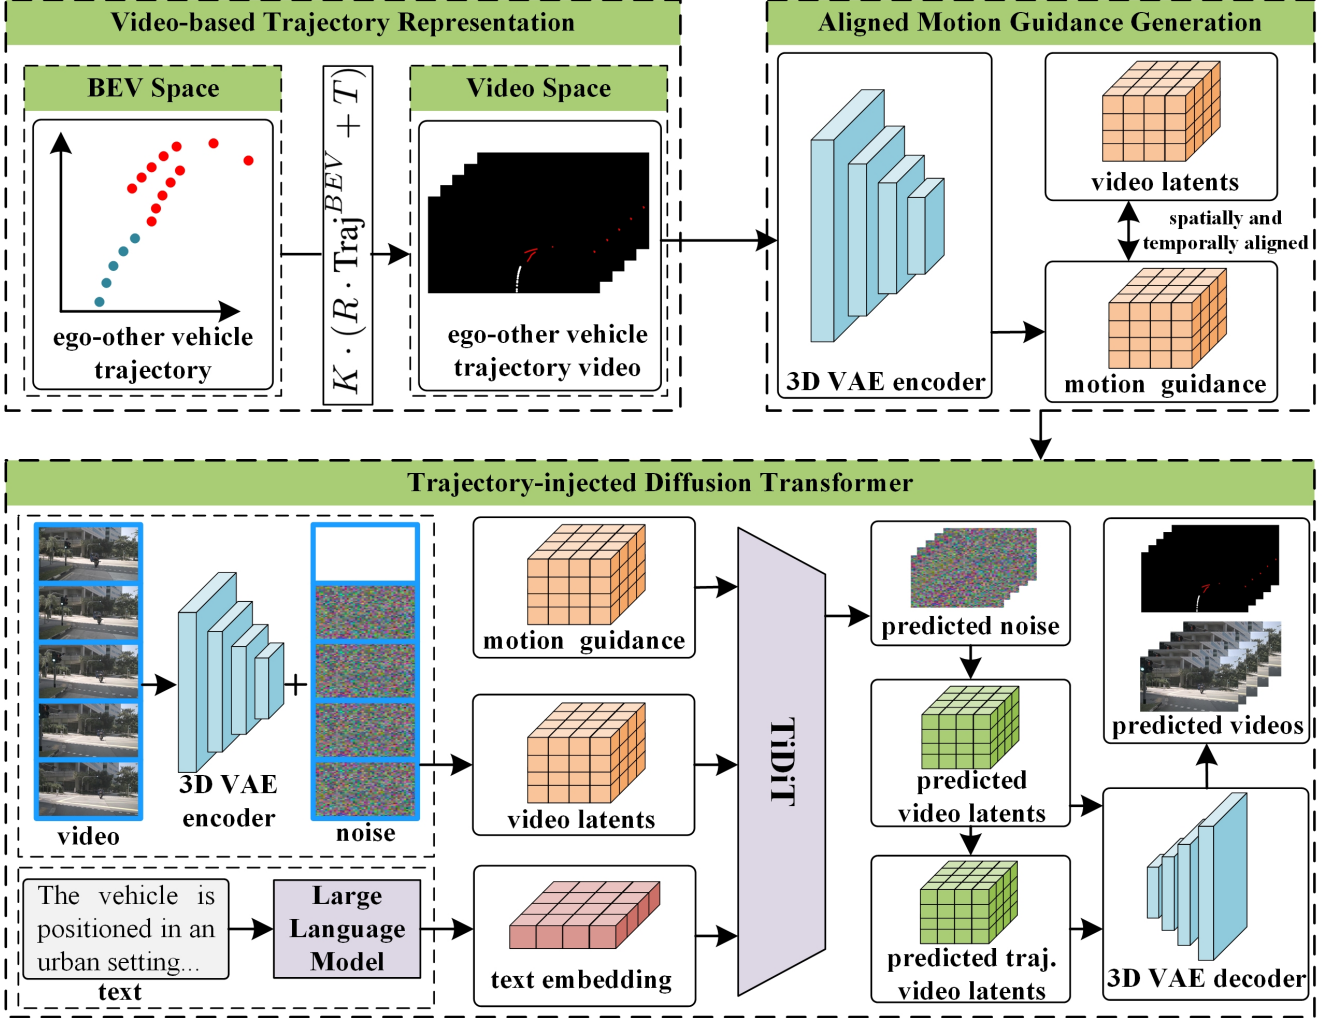 Video-based Trajectory Representation
BEV Space
ego-other vehicle
trajectory
K · (R · Traj^{BEV} + T)
Video Space
ego-other vehicle
trajectory video
Aligned Motion Guidance Generation
3D VAE encoder
video latents
spatially and
temporally aligned
motion guidance
Trajectory-injected Diffusion Transformer
video
3D VAE
encoder
+
noise
The vehicle is
positioned in an
urban setting...
text
Large
Language
Model
motion guidance
video latents
text embedding
TiDiT
predicted noise
predicted
video latents
predicted traj.
video latents
predicted videos
3D VAE decoder